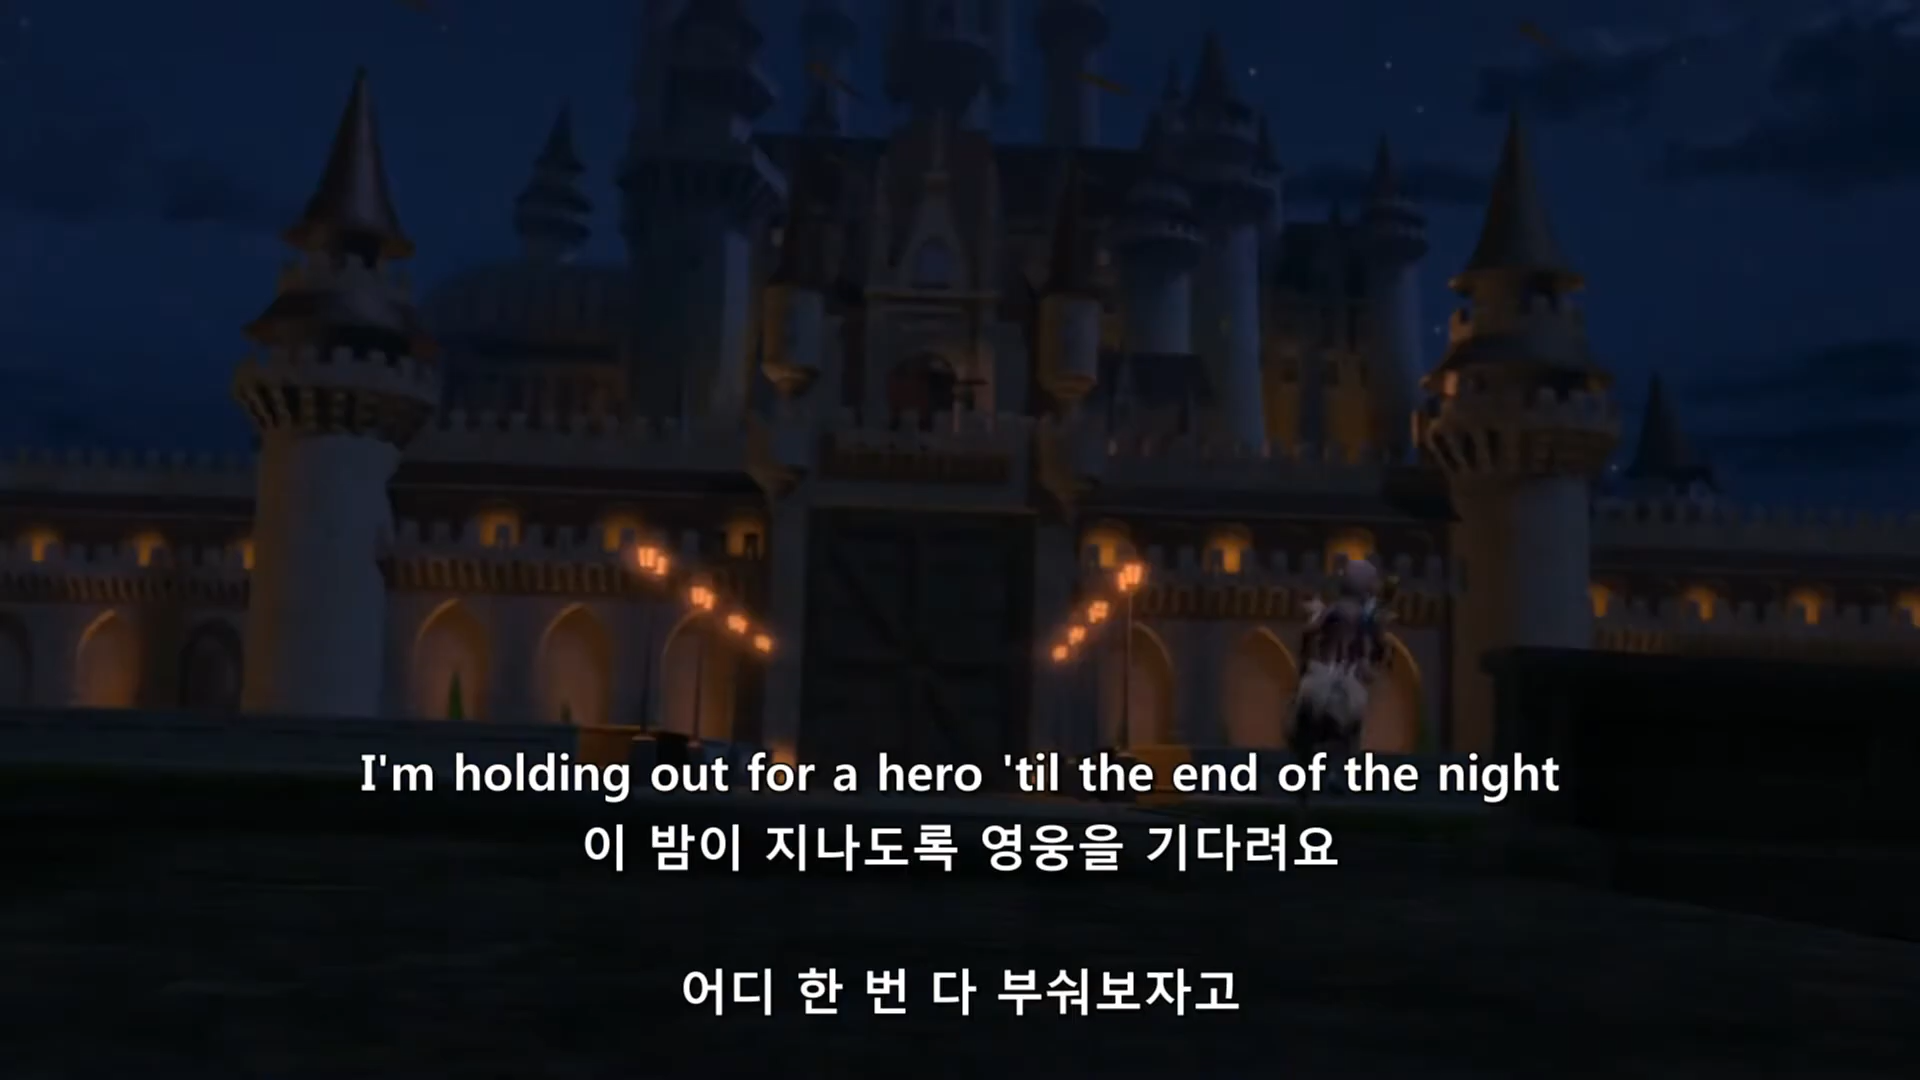 I'm holding out for a hero 'til the end of the night
이 밤이 지나도록 영웅을 기다려요
어디 한 번 다 부숴보자고